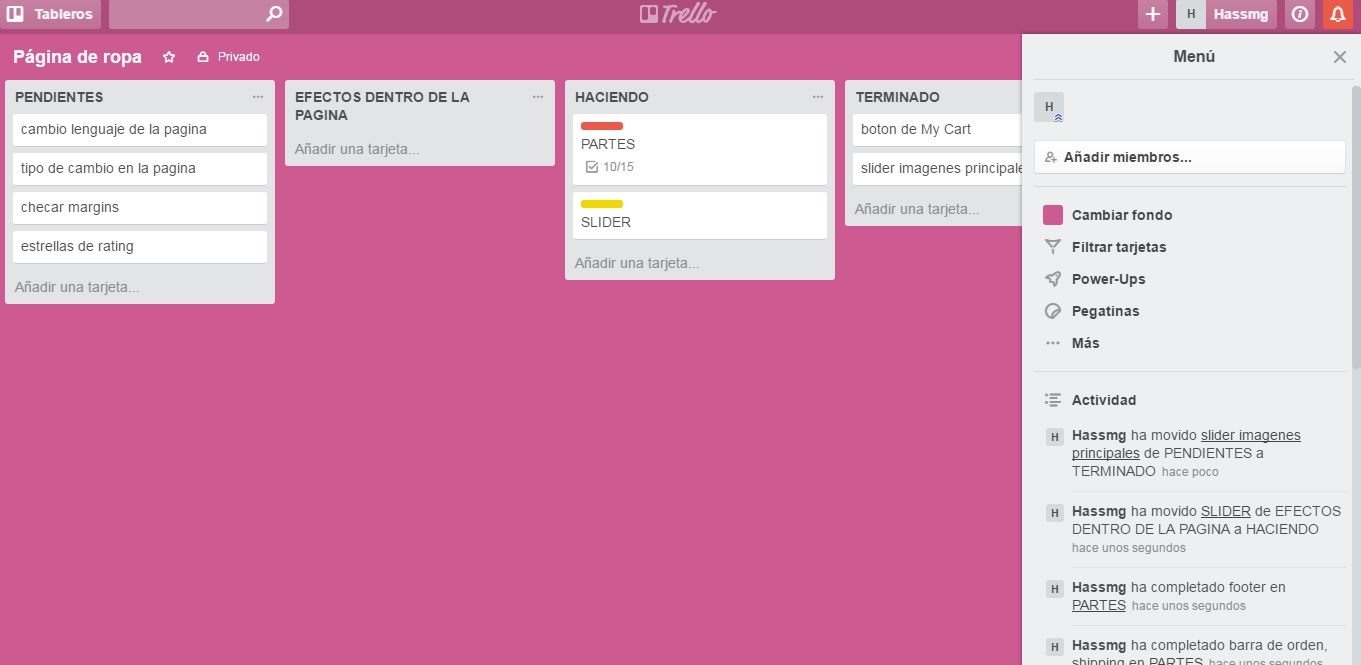 Tableros
Trello
H
Hassmg
Página de ropa
Privado
PENDIENTES
cambio lenguaje de la pagina
tipo de cambio en la pagina
checar margins
estrellas de rating
Añadir una tarjeta...
EFECTOS DENTRO DE LA
PAGINA
Añadir una tarjeta...
HACIENDO
PARTES
10/15
SLIDER
Añadir una tarjeta...
TERMINADO
boton de My Cart
slider imagenes principale
Añadir una tarjeta...
Menú
H
Añadir miembros...
Cambiar fondo
Filtrar tarjetas
Power-Ups
Pegatinas
Más
Actividad
H
Hassmg ha movido slider imagenes
principales de PENDIENTES a
TERMINADO hace poco
H
Hassmg ha movido SLIDER de EFECTOS
DENTRO DE LA PAGINA a HACIENDO
hace unos segundos
H
Hassmg ha completado footer en
PARTES hace unos segundos
H
Hassmg ha completado barra de orden,
shipping en PARTES hace unos segundos